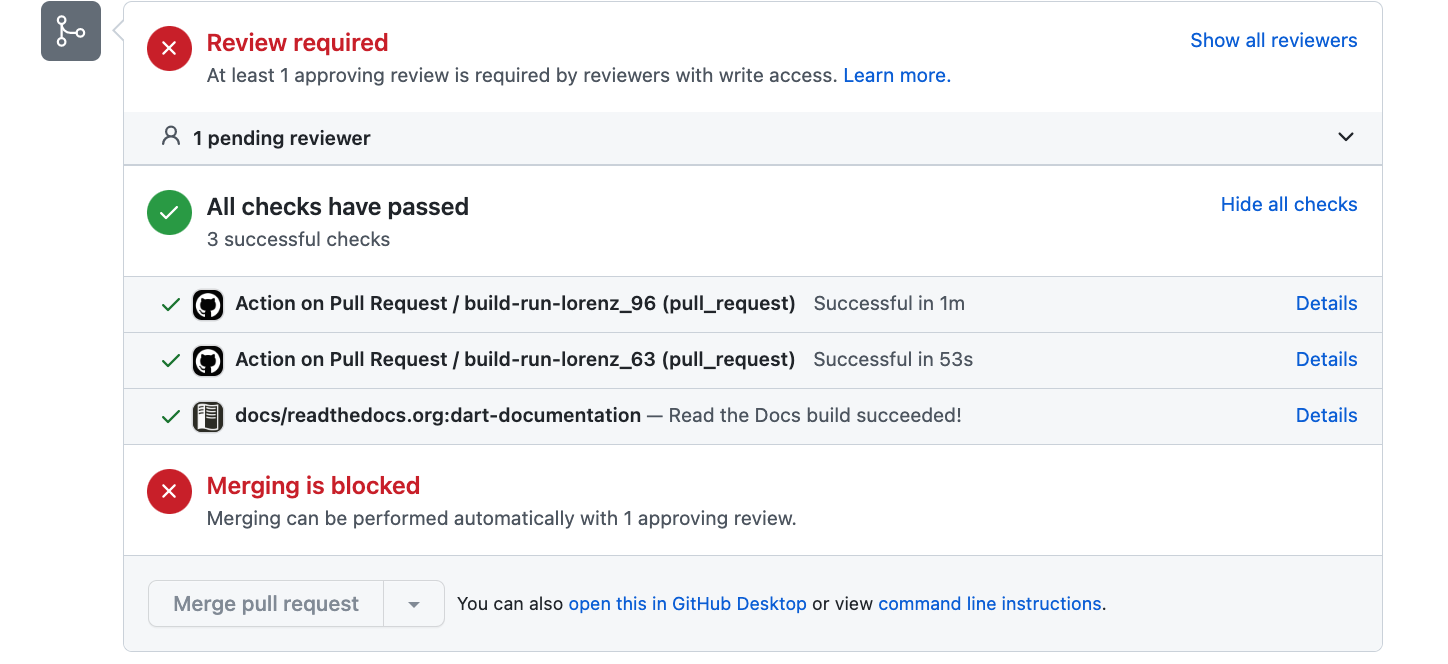 Review required
Show all reviewers
At least 1 approving review is required by reviewers with write access. Learn more.
1 pending reviewer
All checks have passed
Hide all checks
3 successful checks
Action on Pull Request / build-run-lorenz_96 (pull_request) Successful in 1m Details
Action on Pull Request / build-run-lorenz_63 (pull_request) Successful in 53s Details
docs/readthedocs.org:dart-documentation — Read the Docs build succeeded! Details
Merging is blocked
Merging can be performed automatically with 1 approving review.
Merge pull request You can also open this in GitHub Desktop or view command line instructions.